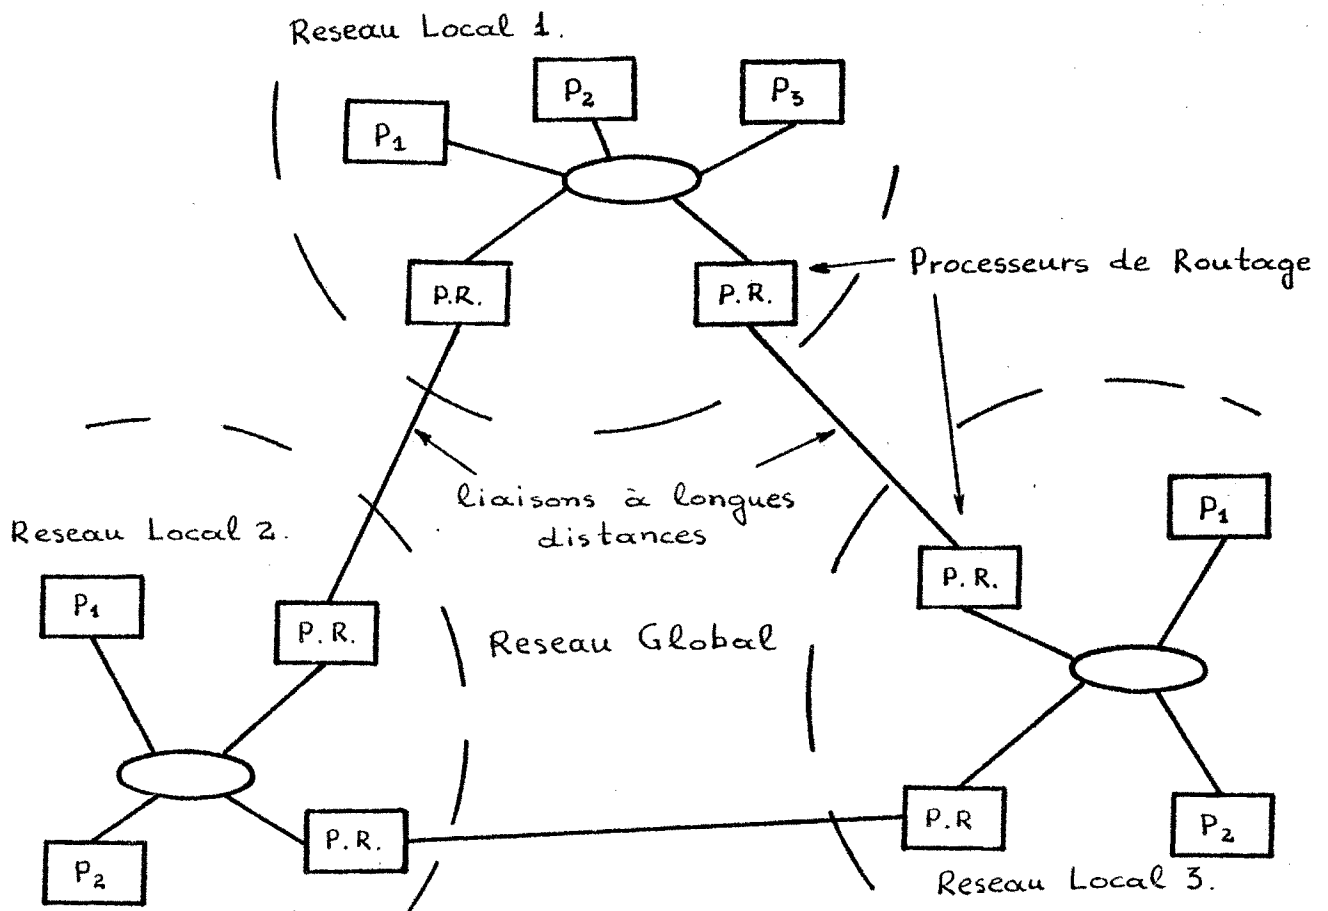 Reseau Local 1.
P1
P2
P3
P.R.
P.R.
Processeurs de Routage
liaisons à longues
distances
Reseau Local 2.
P1
P.R.
Reseau Global
P.R.
P1
P2
P.R.
P.R
P2
Reseau Local 3.